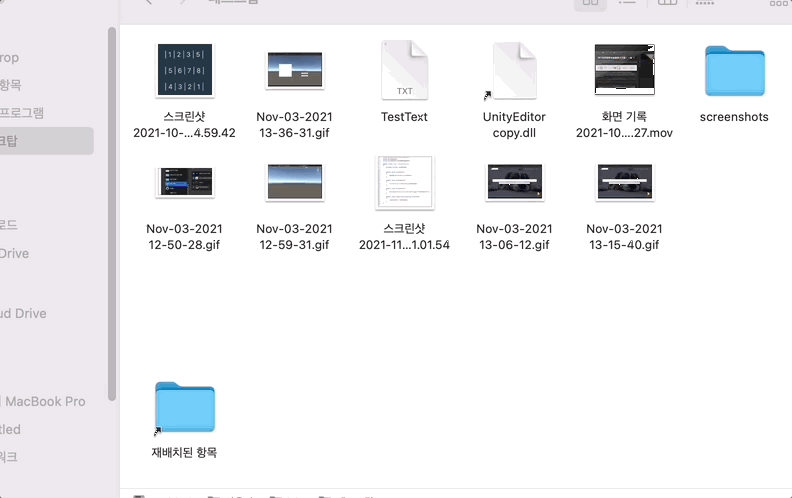 rop
항목
프로그램
크탑
로드
Drive
ud Drive
MacBook Pro
tled
워크
|1|2|3|5|
|5|6|7|8|
|4|3|2|1|
스크린샷
2021-10-...4.59.42
Nov-03-2021
13-36-31.gif
TXT
TestText
UnityEditor
copy.dll
화면 기록
2021-10....27.mov
screenshots
Nov-03-2021
12-50-28.gif
Nov-03-2021
12-59-31.gif
스크린샷
2021-11...1.01.54
Nov-03-2021
13-06-12.gif
Nov-03-2021
13-15-40.gif
재배치된 항목